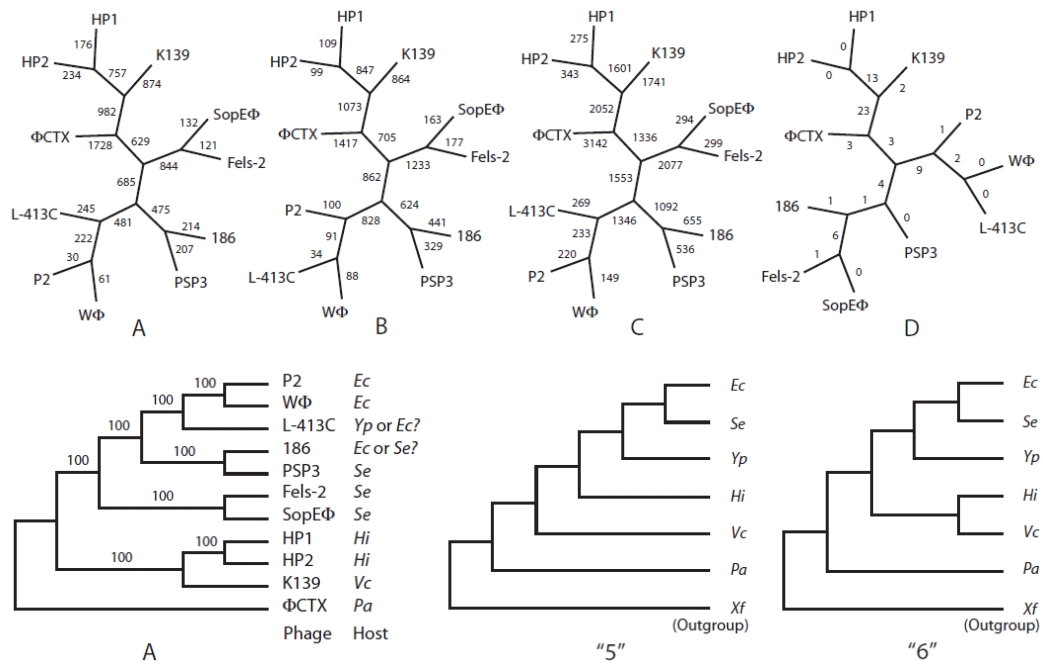 HP1
176
HP2
234
757
K139
874
982
ΦCTX
1728
629
132
SopEΦ
121
Fels-2
844
685
L-413C
245
475
481
214
186
207
PSP3
222
30
P2
61
WΦ
A
HP1
109
HP2
99
847
K139
864
1073
ΦCTX
1417
705
163
SopEΦ
177
Fels-2
1233
862
P2
100
624
828
441
186
329
PSP3
91
34
L-413C
88
WΦ
B
HP1
275
HP2
343
1601
K139
1741
2052
ΦCTX
3142
1336
294
SopEΦ
299
Fels-2
2077
1553
L-413C
269
1092
1346
655
186
536
PSP3
233
220
P2
149
WΦ
C
HP1
0
HP2
0
13
K139
2
23
ΦCTX
3
3
1
P2
2
0
WΦ
0
L-413C
9
4
186
1
1
0
PSP3
6
1
Fels-2
0
SopEΦ
D
100 P2 Ec
100 WΦ Ec
100 L-413C Yp or Ec?
100 186 Ec or Se?
100 PSP3 Se
100 Fels-2 Se
SopEΦ Se
100 HP1 Hi
100 HP2 Hi
K139 Vc
ΦCTX Pa
Phage Host
A
Ec
Se
Yp
Hi
Vc
Pa
Xf
(Outgroup)
"5"
Ec
Se
Yp
Hi
Vc
Pa
Xf
(Outgroup)
"6"